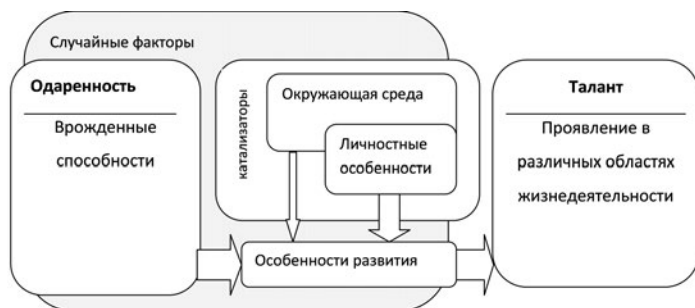 Случайные факторы
Одаренность
Врожденные
способности
катализаторы
Окружающая среда
Личностные
особенности
Особенности развития
Талант
Проявление в
различных областях
жизнедеятельности